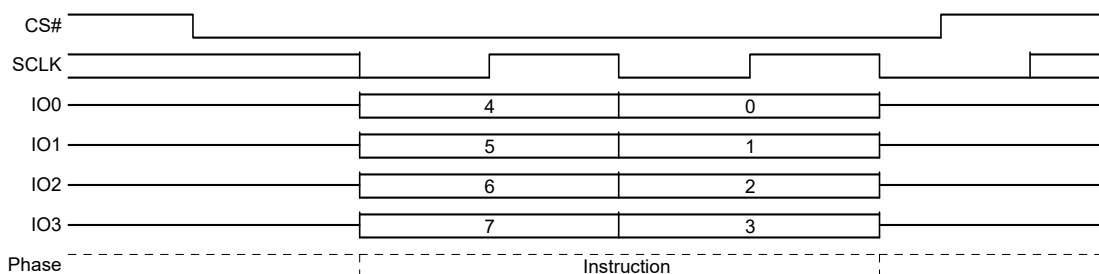 CS#
SCLK
IO0 4 0
IO1 5 1
IO2 6 2
IO3 7 3
Phase Instruction